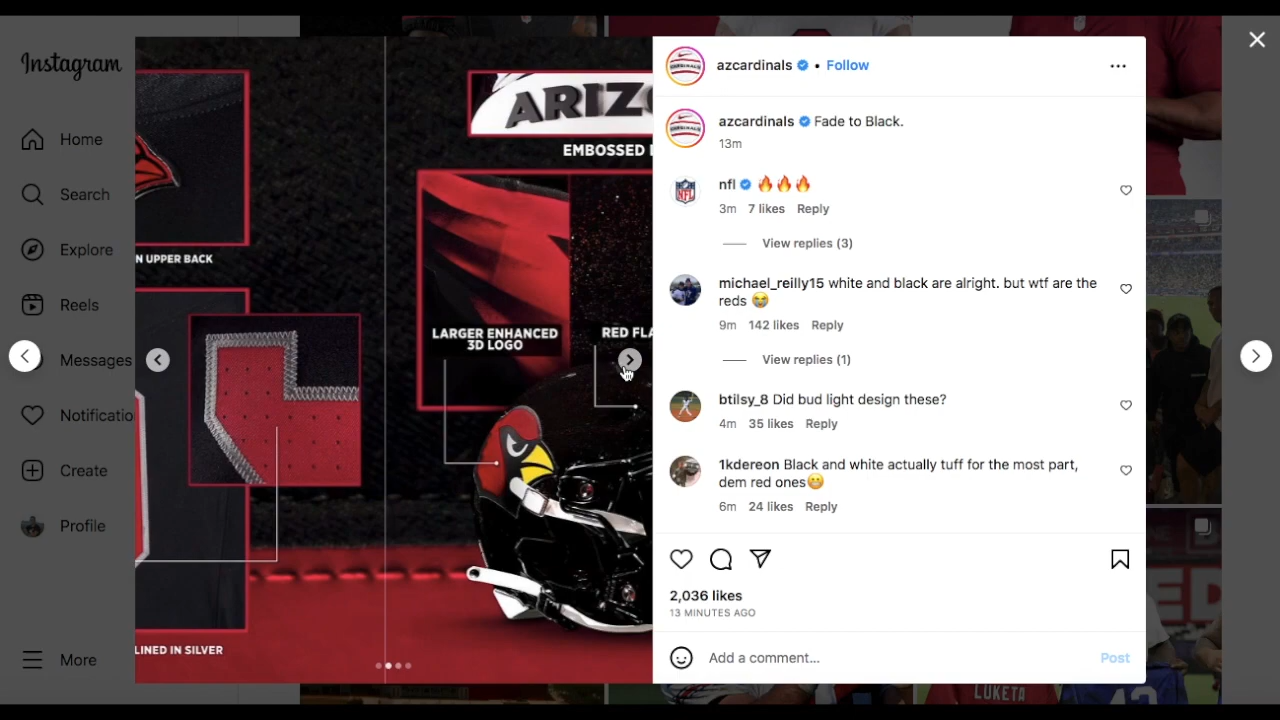 Instagram
Home
Search
Explore
Reels
Messages
Notificatio
Create
Profile
More
N UPPER BACK
LINED IN SILVER
ARIZ
EMBOSSED
LARGER ENHANCED
3D LOGO
RED FLA
azcardinals • Follow
azcardinals Fade to Black.
13m
nfl 🔥🔥🔥
3m 7 likes Reply
View replies (3)
michael_reilly15 white and black are alright. but wtf are the
reds 😭
9m 142 likes Reply
View replies (1)
btilsy_8 Did bud light design these?
4m 35 likes Reply
1kdereon Black and white actually tuff for the most part,
dem red ones😬
6m 24 likes Reply
2,036 likes
13 MINUTES AGO
Add a comment...
Post
LUKETA